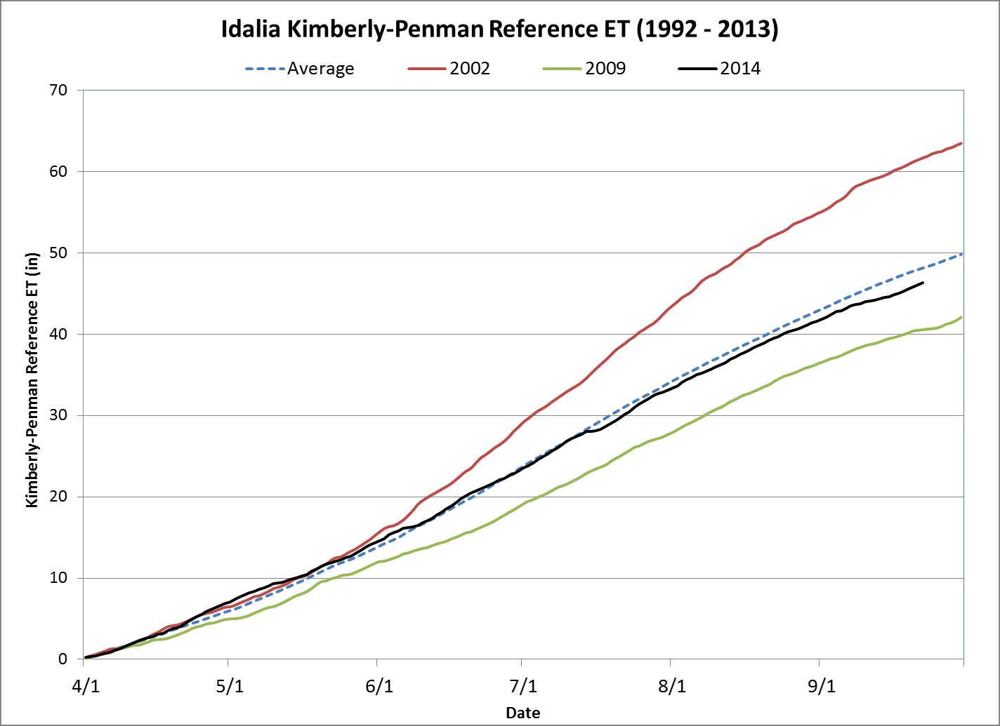 Idalia Kimberly-Penman Reference ET (1992 - 2013)
Average 2002 2009 2014
Kimberly-Penman Reference ET (in)
70
60
50
40
30
20
10
0
4/1 5/1 6/1 7/1 8/1 9/1
Date